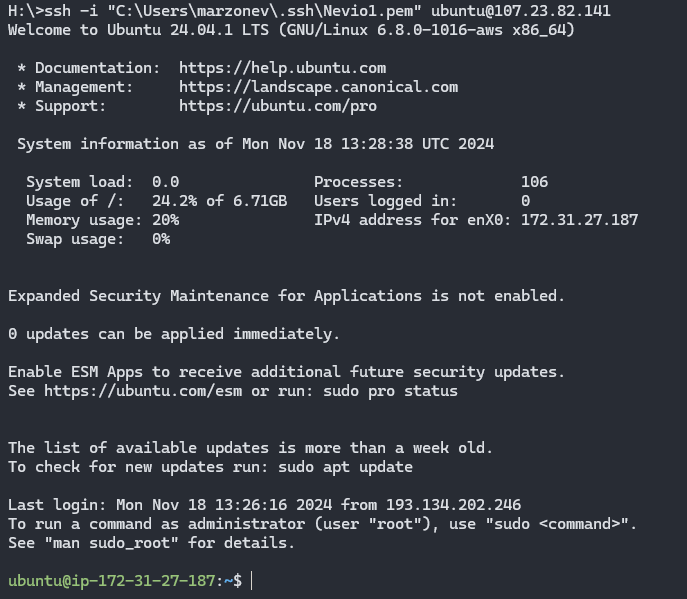 H:\>ssh -i "C:\Users\marzonev\.ssh\Nevio1.pem" ubuntu@107.23.82.141
Welcome to Ubuntu 24.04.1 LTS (GNU/Linux 6.8.0-1016-aws x86_64)
* Documentation:  https://help.ubuntu.com
* Management:     https://landscape.canonical.com
* Support:        https://ubuntu.com/pro
System information as of Mon Nov 18 13:28:38 UTC 2024
System load:  0.0                Processes:             106
Usage of /:   24.2% of 6.71GB   Users logged in:       0
Memory usage: 20%                IPv4 address for enX0: 172.31.27.187
Swap usage:   0%
Expanded Security Maintenance for Applications is not enabled.
0 updates can be applied immediately.
Enable ESM Apps to receive additional future security updates.
See https://ubuntu.com/esm or run: sudo pro status
The list of available updates is more than a week old.
To check for new updates run: sudo apt update
Last login: Mon Nov 18 13:26:16 2024 from 193.134.202.246
To run a command as administrator (user "root"), use "sudo <command>".
See "man sudo_root" for details.
ubuntu@ip-172-31-27-187:~$